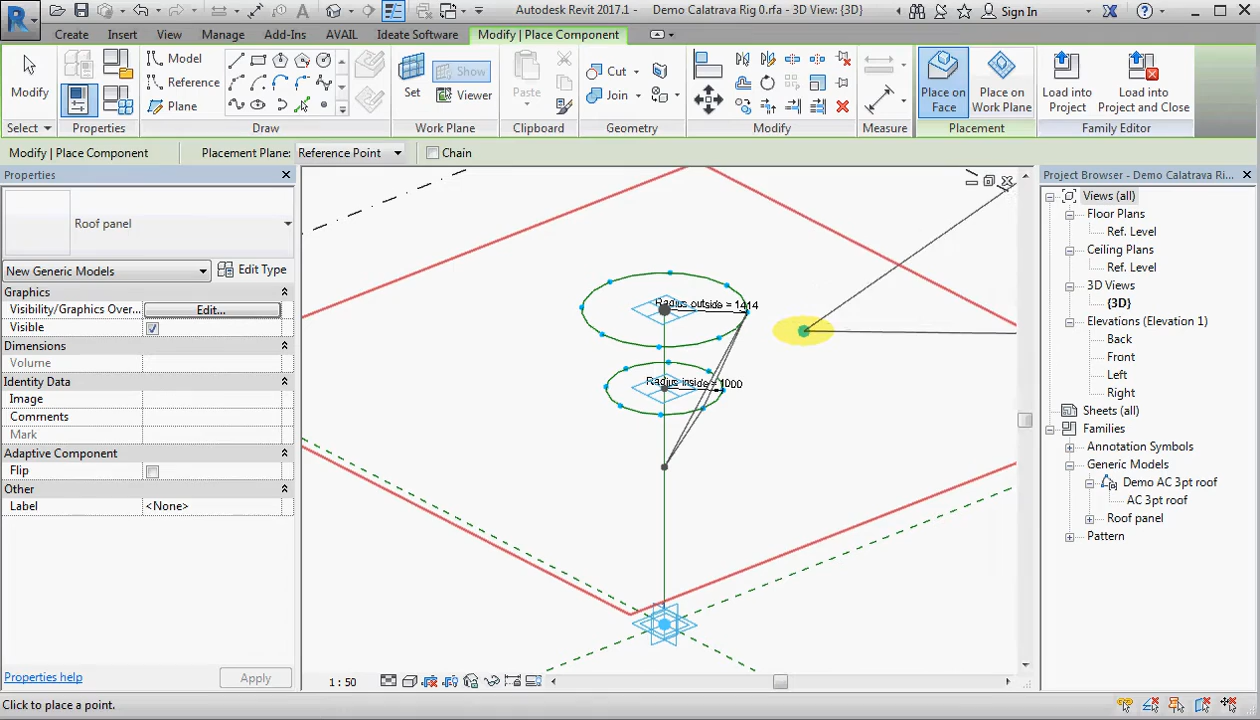 Autodesk Revit 2017.1 - Demo Calatrava Rig 0.rfa - 3D View: {3D}
Sign In
R
Create Insert View Manage Add-Ins AVAIL Ideate Software Modify | Place Component
Modify
Select
Properties
Model
Reference
Plane
Draw
Set
Show
Viewer
Work Plane
Paste
Clipboard
Cut
Join
Geometry
Modify
Measure
Place on
Face
Place on
Work Plane
Placement
Load into
Project
Load into
Project and Close
Family Editor
Modify | Place Component
Placement Plane: Reference Point
Chain
Properties
Roof panel
New Generic Models
Edit Type
Graphics
Visibility/Graphics Over... Edit...
Visible
Dimensions
Volume
Identity Data
Image
Comments
Mark
Adaptive Component
Flip
Other
Label <None>
Properties help
Apply
Radius outside = 1414
Radius inside = 1000
1 : 50
Project Browser - Demo Calatrava Ri...
Views (all)
Floor Plans
Ref. Level
Ceiling Plans
Ref. Level
3D Views
{3D}
Elevations (Elevation 1)
Back
Front
Left
Right
Sheets (all)
Families
Annotation Symbols
Generic Models
Demo AC 3pt roof
AC 3pt roof
Roof panel
Pattern
Click to place a point.